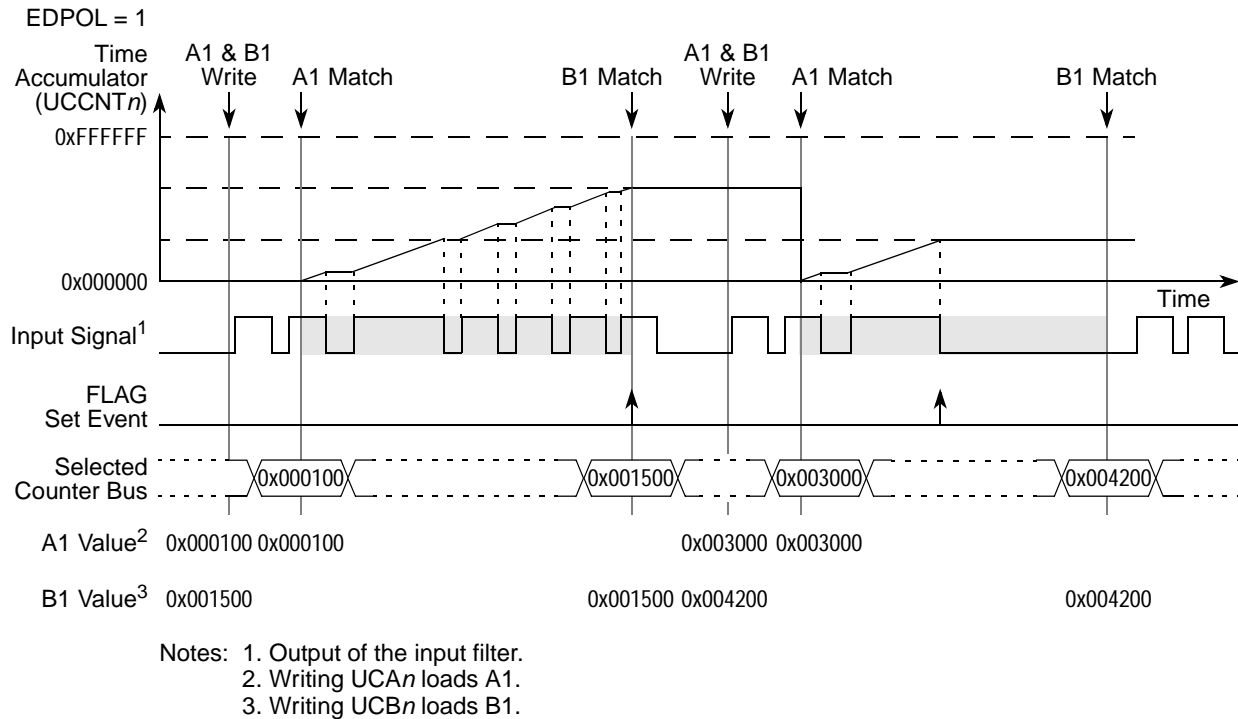 EDPOL = 1
Time
Accumulator
(UCCNTn)
A1 & B1
Write
A1 Match
B1 Match
A1 & B1
Write
A1 Match
B1 Match
0xFFFFFF
0x000000
Time
Input Signal1
FLAG
Set Event
Selected
Counter Bus
0x000100
0x001500
0x003000
0x004200
A1 Value2 0x000100 0x000100 0x003000 0x003000
B1 Value3 0x001500 0x001500 0x004200 0x004200
Notes: 1. Output of the input filter.
2. Writing UCAn loads A1.
3. Writing UCBn loads B1.